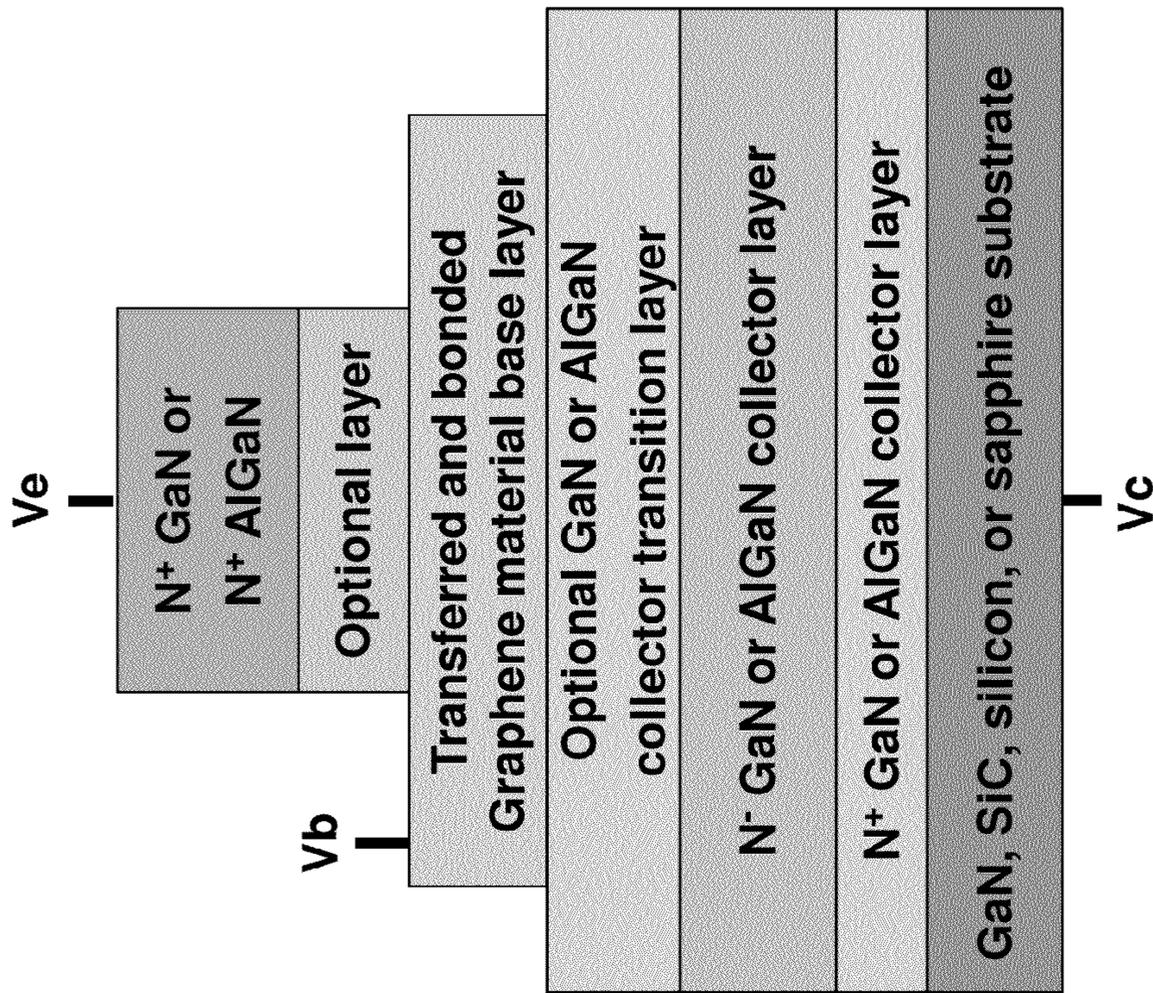 Ve
N⁺ GaN or
N⁺ AlGaN
Optional layer
Vb
Transferred and bonded
Graphene material base layer
Optional GaN or AlGaN
collector transition layer
N⁻ GaN or AlGaN collector layer
N⁺ GaN or AlGaN collector layer
GaN, SiC, silicon, or sapphire substrate
Vc